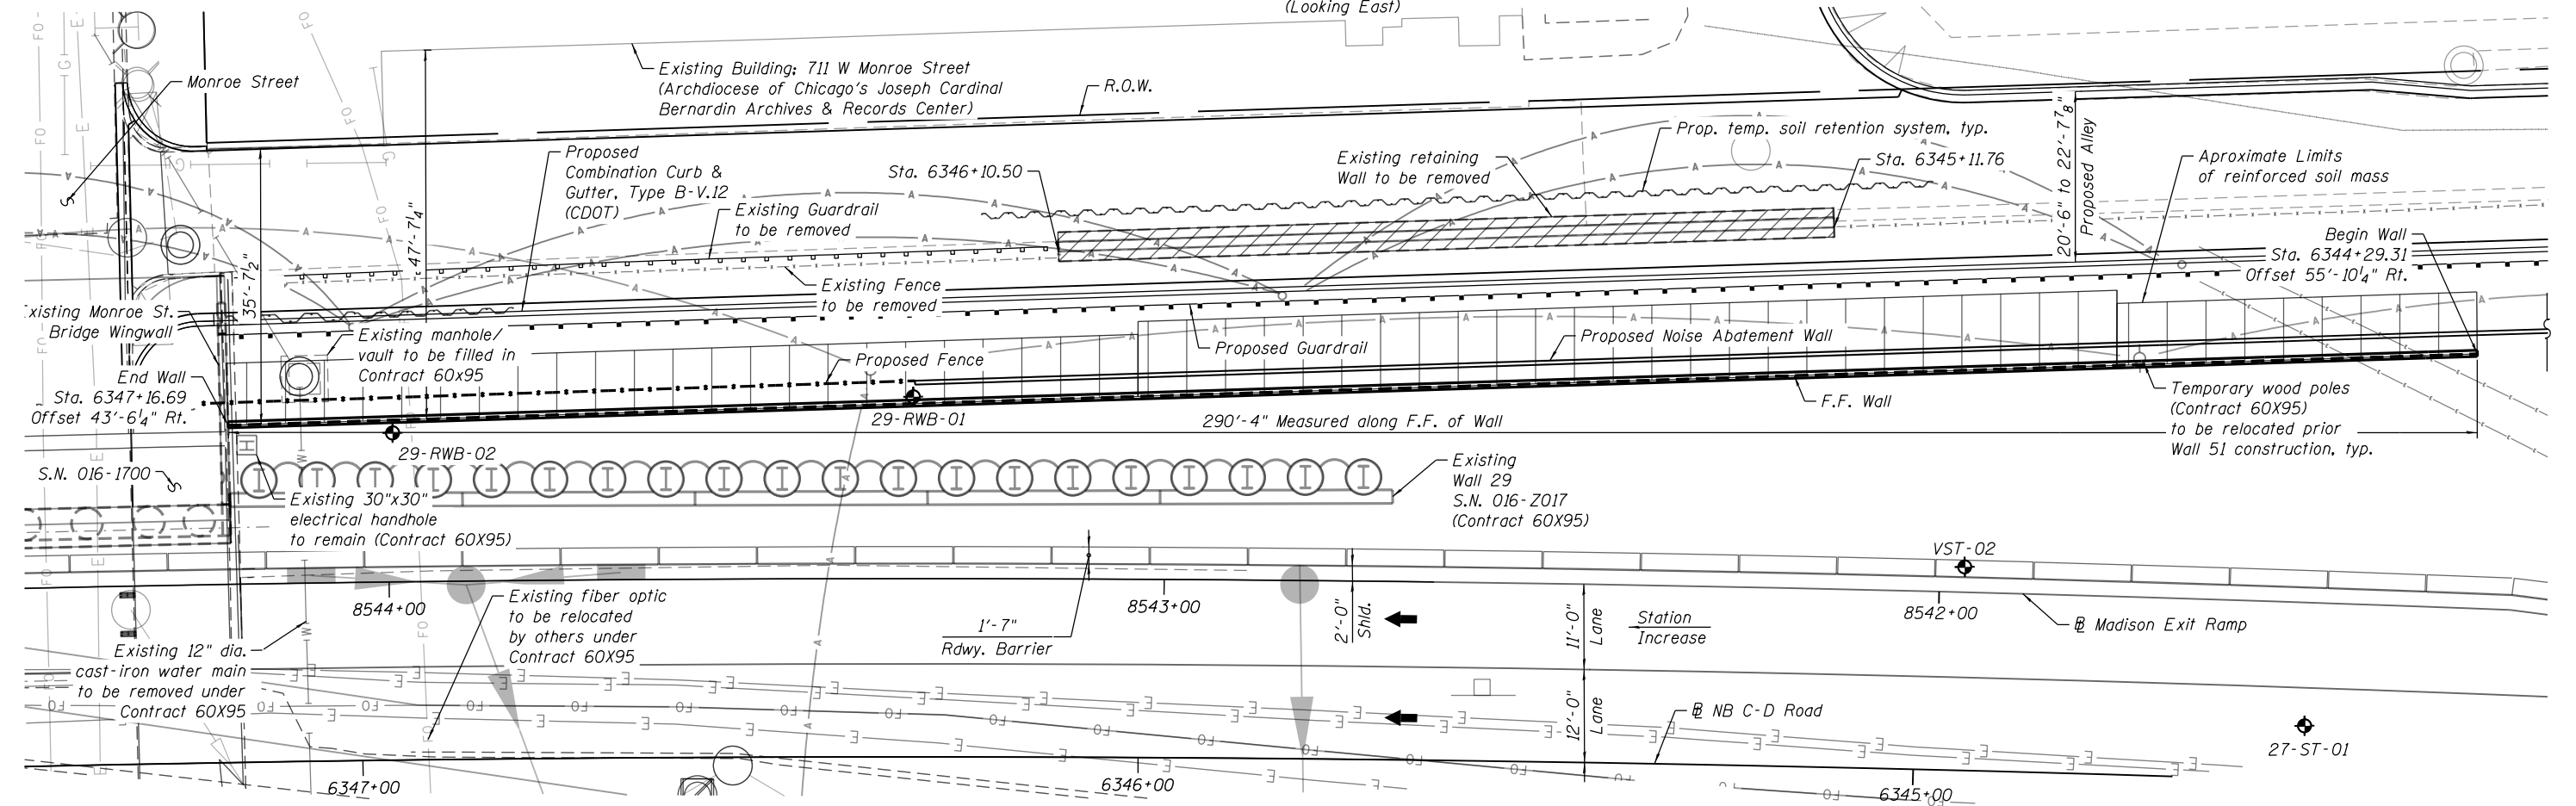 (Looking East)
Monroe Street
Existing Building; 711 W Monroe Street
(Archdiocese of Chicago's Joseph Cardinal
Bernardin Archives & Records Center)
R.O.W.
Proposed
Combination Curb &
Gutter, Type B-V.12
(CDOT)
Existing Guardrail
to be removed
Sta. 6346+10.50
Existing retaining
Wall to be removed
Prop. temp. soil retention system, typ.
Sta. 6345+11.76
20'-6" to 22'-7 7/8"
Proposed Alley
Aproximate Limits
of reinforced soil mass
Begin Wall
Sta. 6344+29.31
Offset 55'-10 1/4" Rt.
47'-7 1/4"
35'-7 1/2"
Existing Fence
to be removed
xisting Monroe St.
Bridge Wingwall
Existing manhole/
vault to be filled in
Contract 60x95
Proposed Fence
Proposed Guardrail
Proposed Noise Abatement Wall
End Wall
Sta. 6347+16.69
Offset 43'-6 1/4" Rt.
29-RWB-01
290'-4" Measured along F.F. of Wall
F.F. Wall
Temporary wood poles
(Contract 60X95)
to be relocated prior
Wall 51 construction, typ.
29-RWB-02
S.N. 016-1700
Existing
Wall 29
S.N. 016-Z017
(Contract 60X95)
Existing 30"x30"
electrical handhole
to remain (Contract 60X95)
VST-02
8544+00
8543+00
8542+00
Existing fiber optic
to be relocated
by others under
Contract 60X95
1'-7"
Rdwy. Barrier
2'-0"
Shld.
11'-0"
Lane
Station
Increase
℄ Madison Exit Ramp
Existing 12" dia.
cast-iron water main
to be removed under
Contract 60X95
12'-0"
Lane
℄ NB C-D Road
27-ST-01
6347+00
6346+00
6345+00